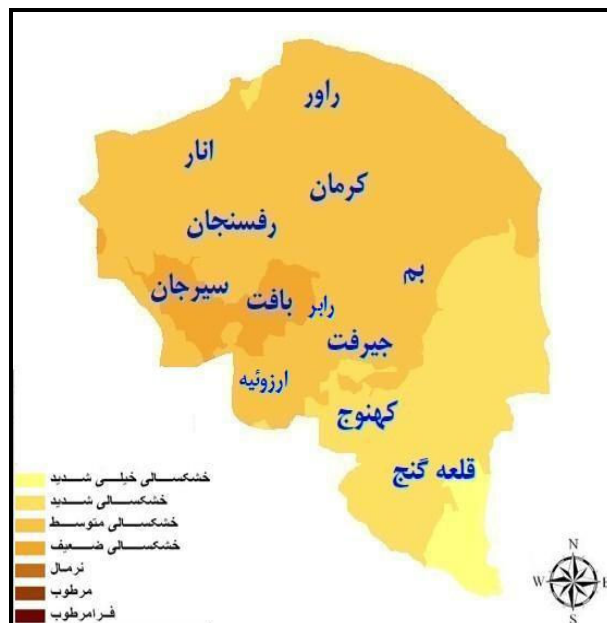 راور
انار
کرمان
رفسنجان
بم
سیرجان
بافت
رابر
جیرفت
ارزوئیه
کهنوج
قلعه گنج
خشکسالی خیلی شدید
خشکسالی شدید
خشکسالی متوسط
خشکسالی ضعیف
نرمال
مرطوب
فرامرطوب
N
W
E
S